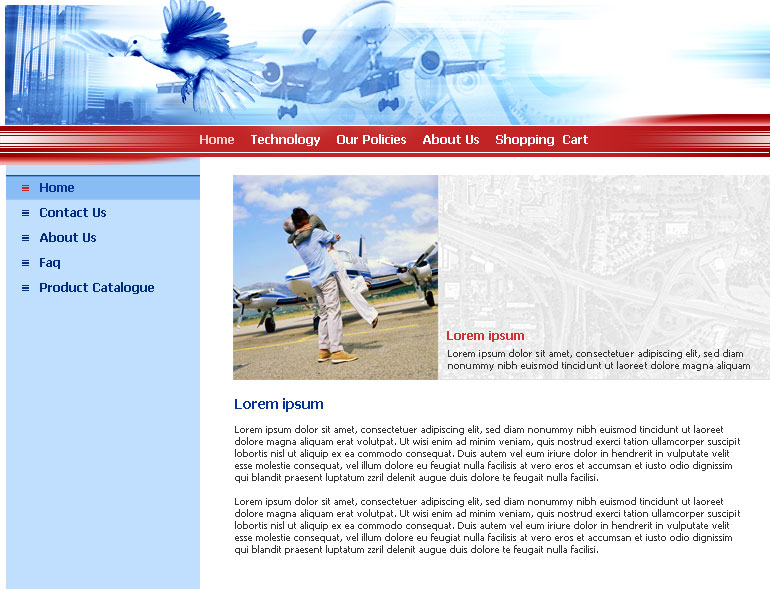 Home Technology Our Policies About Us Shopping Cart
Home
Contact Us
About Us
Faq
Product Catalogue
Lorem ipsum
Lorem ipsum dolor sit amet, consectetuer adipiscing elit, sed diam
nonummy nibh euismod tincidunt ut laoreet dolore magna aliquam
Lorem ipsum
Lorem ipsum dolor sit amet, consectetuer adipiscing elit, sed diam nonummy nibh euismod tincidunt ut laoreet
dolore magna aliquam erat volutpat. Ut wisi enim ad minim veniam, quis nostrud exerci tation ullamcorper suscipit
lobortis nisl ut aliquip ex ea commodo consequat. Duis autem vel eum iriure dolor in hendrerit in vulputate velit
esse molestie consequat, vel illum dolore eu feugiat nulla facilisis at vero eros et accumsan et iusto odio dignissim
qui blandit praesent luptatum zzril delenit augue duis dolore te feugait nulla facilisi.
Lorem ipsum dolor sit amet, consectetuer adipiscing elit, sed diam nonummy nibh euismod tincidunt ut laoreet
dolore magna aliquam erat volutpat. Ut wisi enim ad minim veniam, quis nostrud exerci tation ullamcorper suscipit
lobortis nisl ut aliquip ex ea commodo consequat. Duis autem vel eum iriure dolor in hendrerit in vulputate velit
esse molestie consequat, vel illum dolore eu feugiat nulla facilisis at vero eros et accumsan et iusto odio dignissim
qui blandit praesent luptatum zzril delenit augue duis dolore te feugait nulla facilisi.